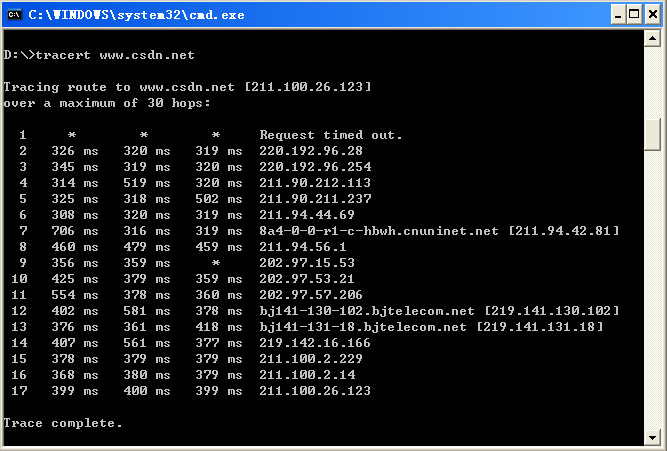 C:\WINDOWS\system32\cmd.exe
D:\>tracert www.csdn.net
Tracing route to www.csdn.net [211.100.26.123]
over a maximum of 30 hops:
1 * * * Request timed out.
2 326 ms 320 ms 319 ms 220.192.96.28
3 345 ms 319 ms 320 ms 220.192.96.254
4 314 ms 519 ms 320 ms 211.90.212.113
5 325 ms 318 ms 502 ms 211.90.211.237
6 308 ms 320 ms 319 ms 211.94.44.69
7 706 ms 316 ms 319 ms 8a4-0-0-r1-c-hbwh.cnuninet.net [211.94.42.81]
8 460 ms 479 ms 459 ms 211.94.56.1
9 356 ms 359 ms * 202.97.15.53
10 425 ms 379 ms 359 ms 202.97.53.21
11 554 ms 378 ms 360 ms 202.97.57.206
12 402 ms 581 ms 378 ms bj141-130-102.bjtelecom.net [219.141.130.102]
13 376 ms 361 ms 418 ms bj141-131-18.bjtelecom.net [219.141.131.18]
14 407 ms 561 ms 377 ms 219.142.16.166
15 378 ms 379 ms 379 ms 211.100.2.229
16 368 ms 380 ms 379 ms 211.100.2.14
17 399 ms 400 ms 399 ms 211.100.26.123
Trace complete.